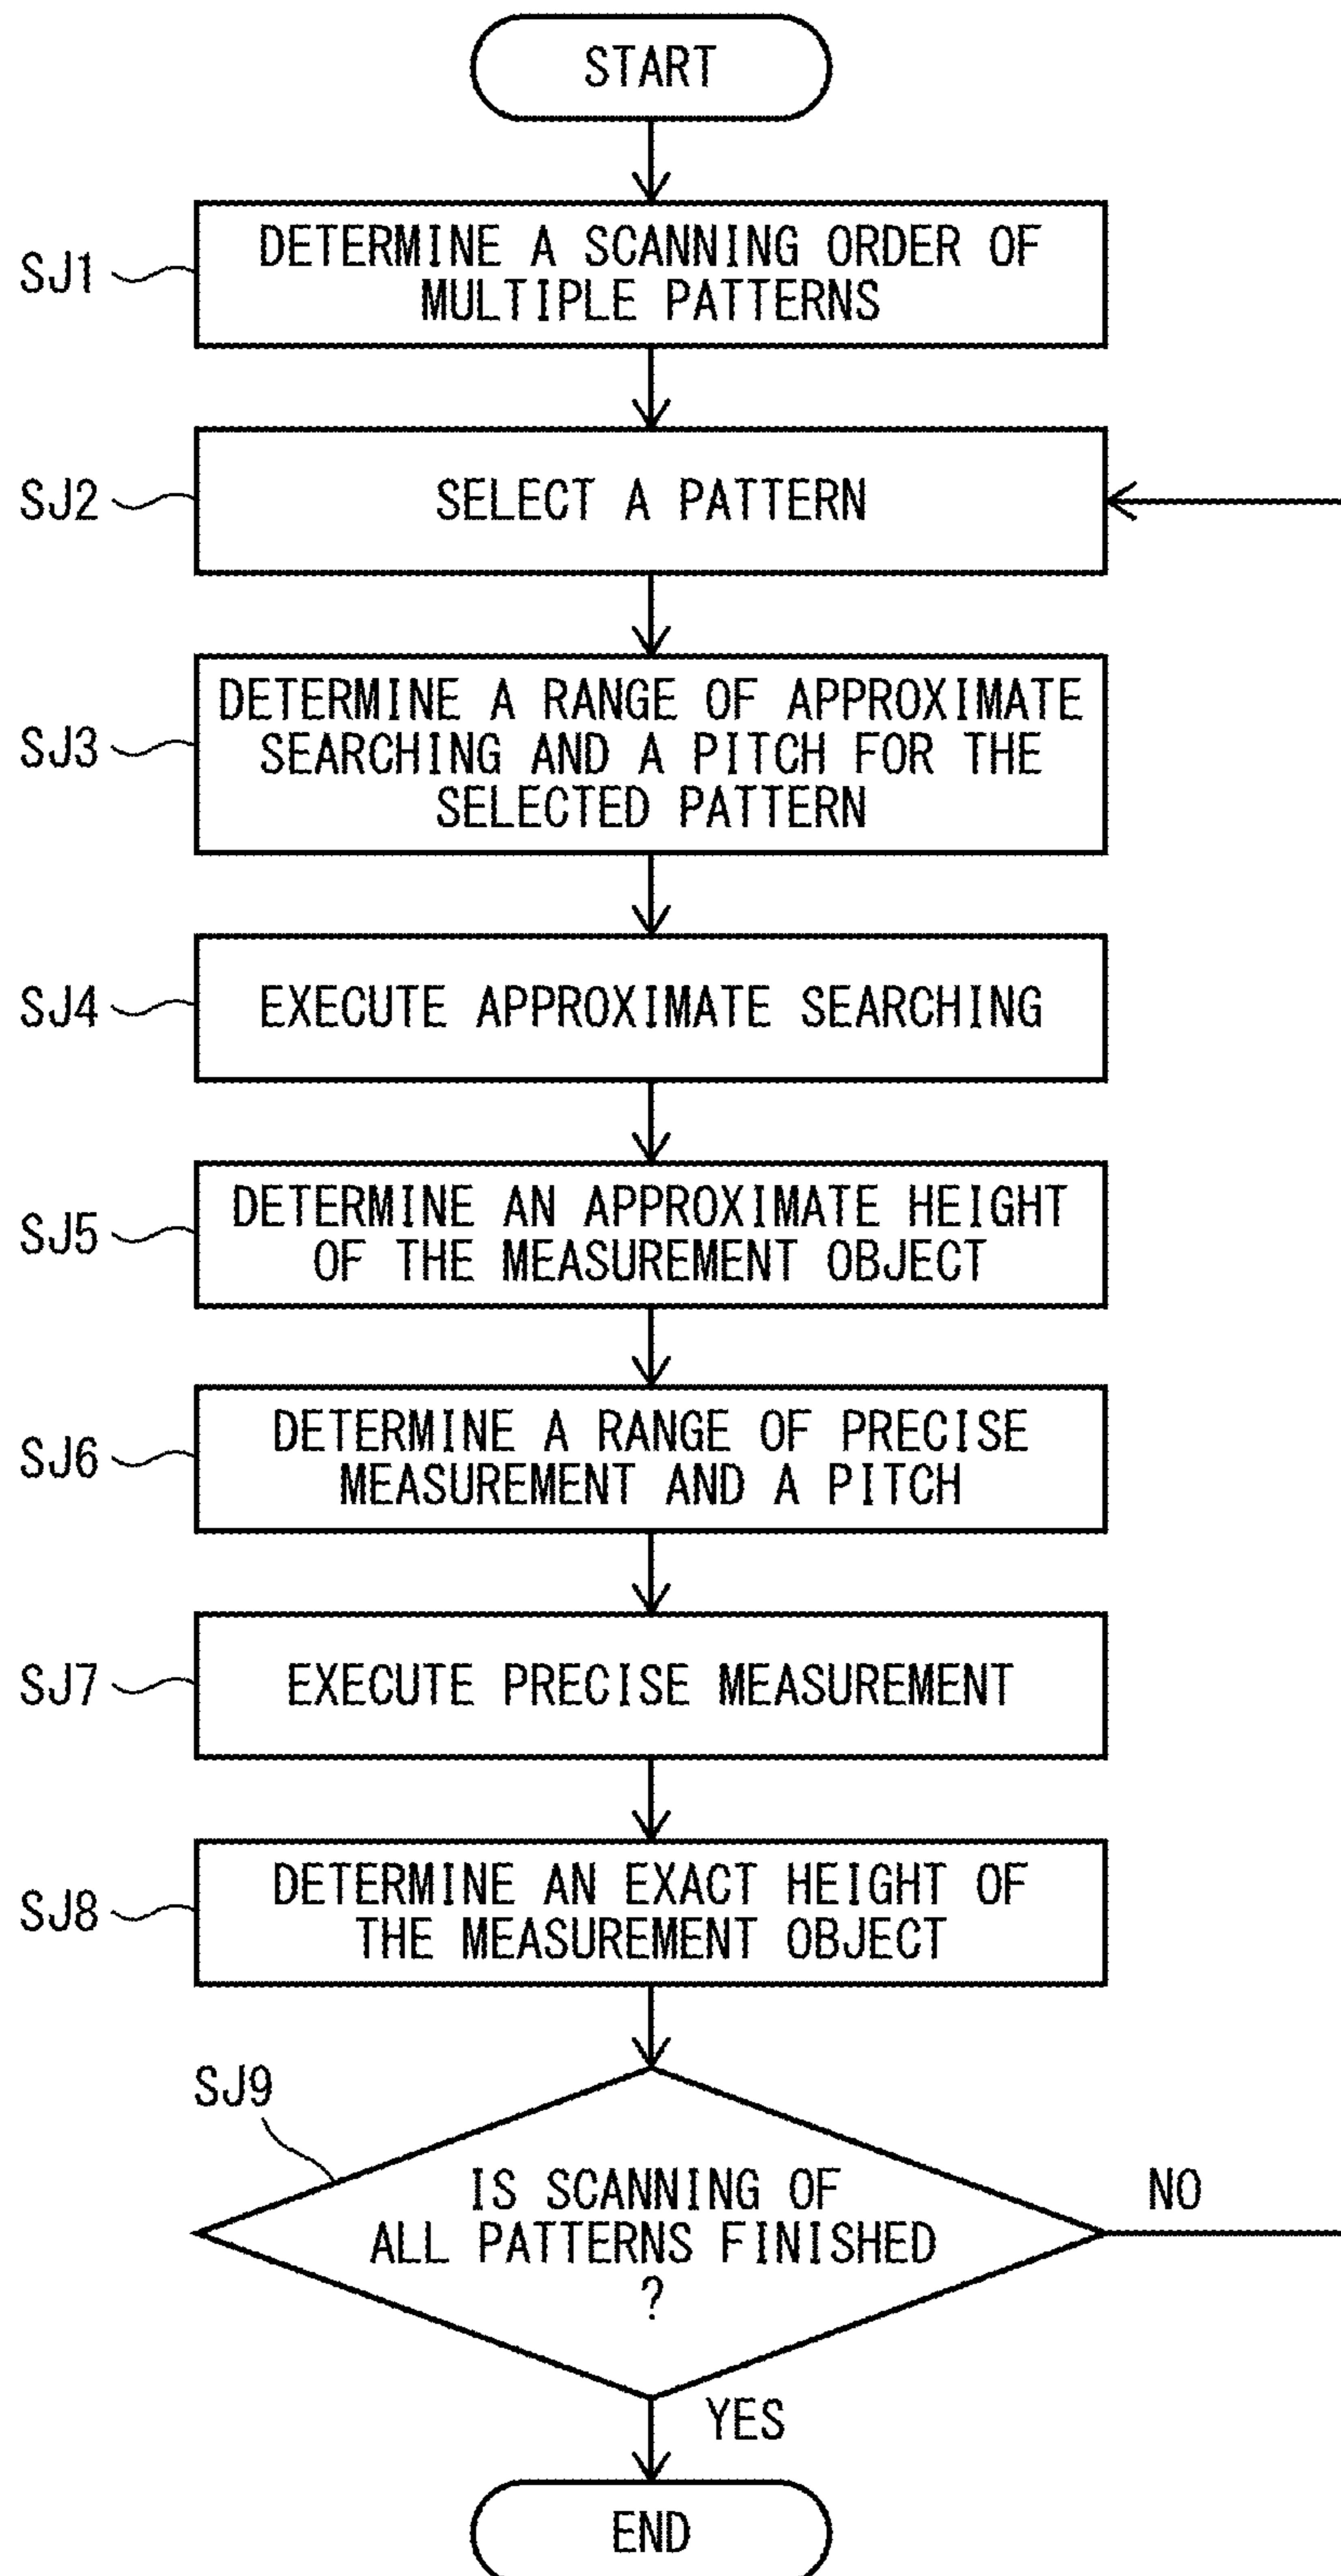 START
SJ1
DETERMINE A SCANNING ORDER OF
MULTIPLE PATTERNS
SJ2
SELECT A PATTERN
SJ3
DETERMINE A RANGE OF APPROXIMATE
SEARCHING AND A PITCH FOR THE
SELECTED PATTERN
SJ4
EXECUTE APPROXIMATE SEARCHING
SJ5
DETERMINE AN APPROXIMATE HEIGHT
OF THE MEASUREMENT OBJECT
SJ6
DETERMINE A RANGE OF PRECISE
MEASUREMENT AND A PITCH
SJ7
EXECUTE PRECISE MEASUREMENT
SJ8
DETERMINE AN EXACT HEIGHT OF
THE MEASUREMENT OBJECT
SJ9
IS SCANNING OF
ALL PATTERNS FINISHED
?
NO
YES
END